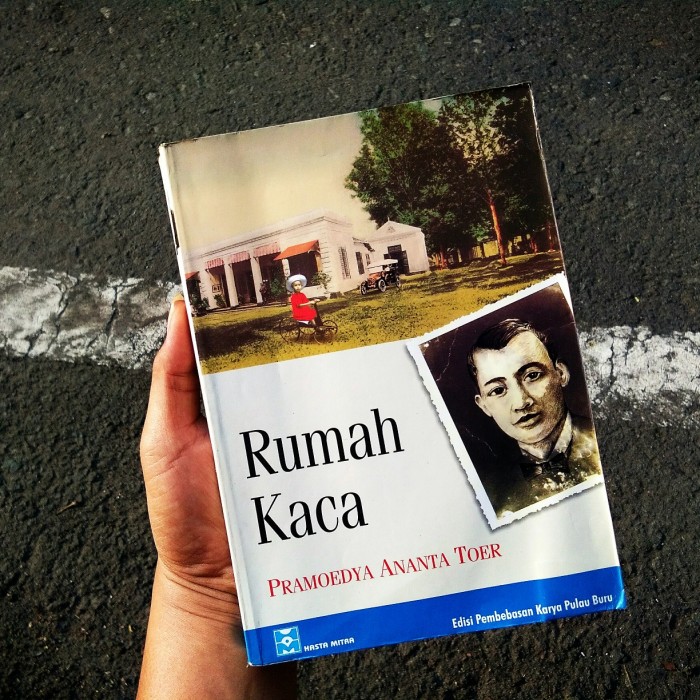 Rumah
Kaca
PRAMOEDYA ANANTA TOER
HASTA MITRA
Edisi Pembebasan Karya Pulau Buru